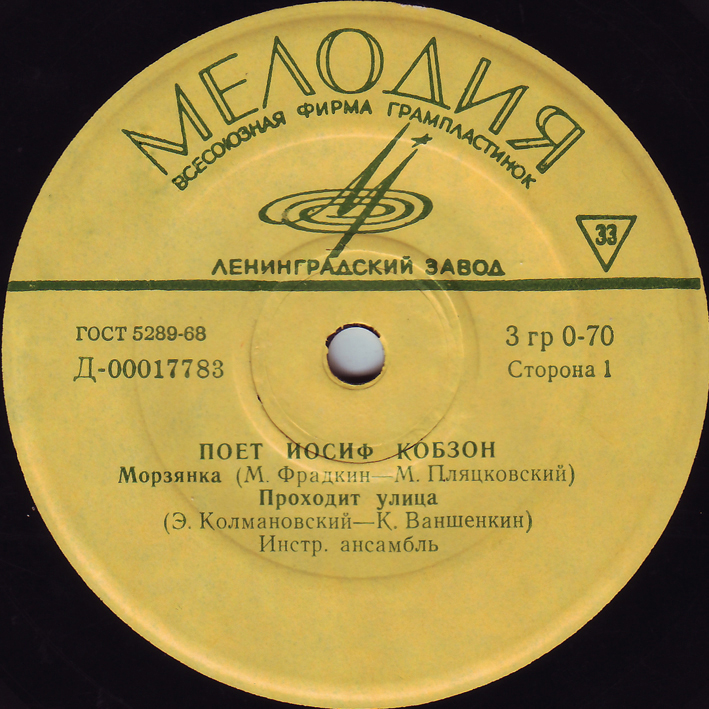 МЕЛОДИЯ
ВСЕСОЮЗНАЯ ФИРМА ГРАМПЛАСТИНОК
33
ЛЕНИНГРАДСКИЙ ЗАВОД
ГОСТ 5289-68
3 гр 0-70
Д-00017783
Сторона 1
ПОЕТ ИОСИФ КОБЗОН
Морзянка (М. Фрадкин—М. Пляцковский)
Проходит улица
(Э. Колмановский—К. Ваншенкин)
Инстр. ансамбль